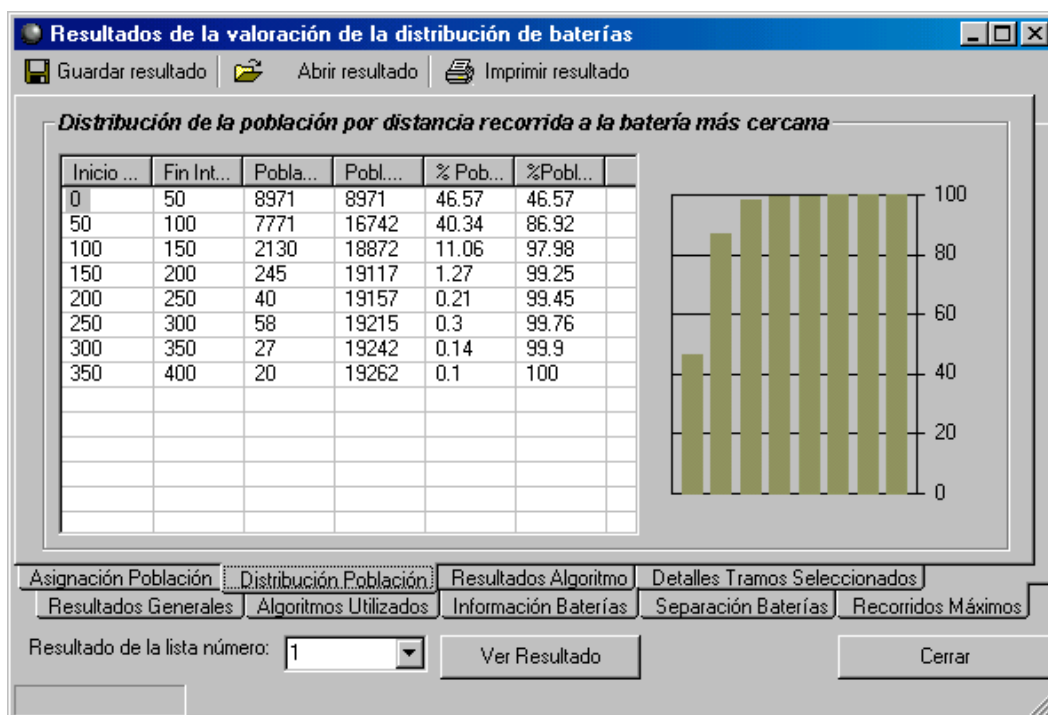 Resultados de la valoración de la distribución de baterías
Guardar resultado Abrir resultado Imprimir resultado
Distribución de la población por distancia recorrida a la batería más cercana
Inicio ... Fin Int... Pobla... Pobl.... % Pob... %Pobl...
0 50 8971 8971 46.57 46.57
50 100 7771 16742 40.34 86.92
100 150 2130 18872 11.06 97.98
150 200 245 19117 1.27 99.25
200 250 40 19157 0.21 99.45
250 300 58 19215 0.3 99.76
300 350 27 19242 0.14 99.9
350 400 20 19262 0.1 100
100
80
60
40
20
0
Asignación Población Distribución Población Resultados Algoritmo Detalles Tramos Seleccionados
Resultados Generales Algoritmos Utilizados Información Baterías Separación Baterías Recorridos Máximos
Resultado de la lista número: 1 Ver Resultado Cerrar